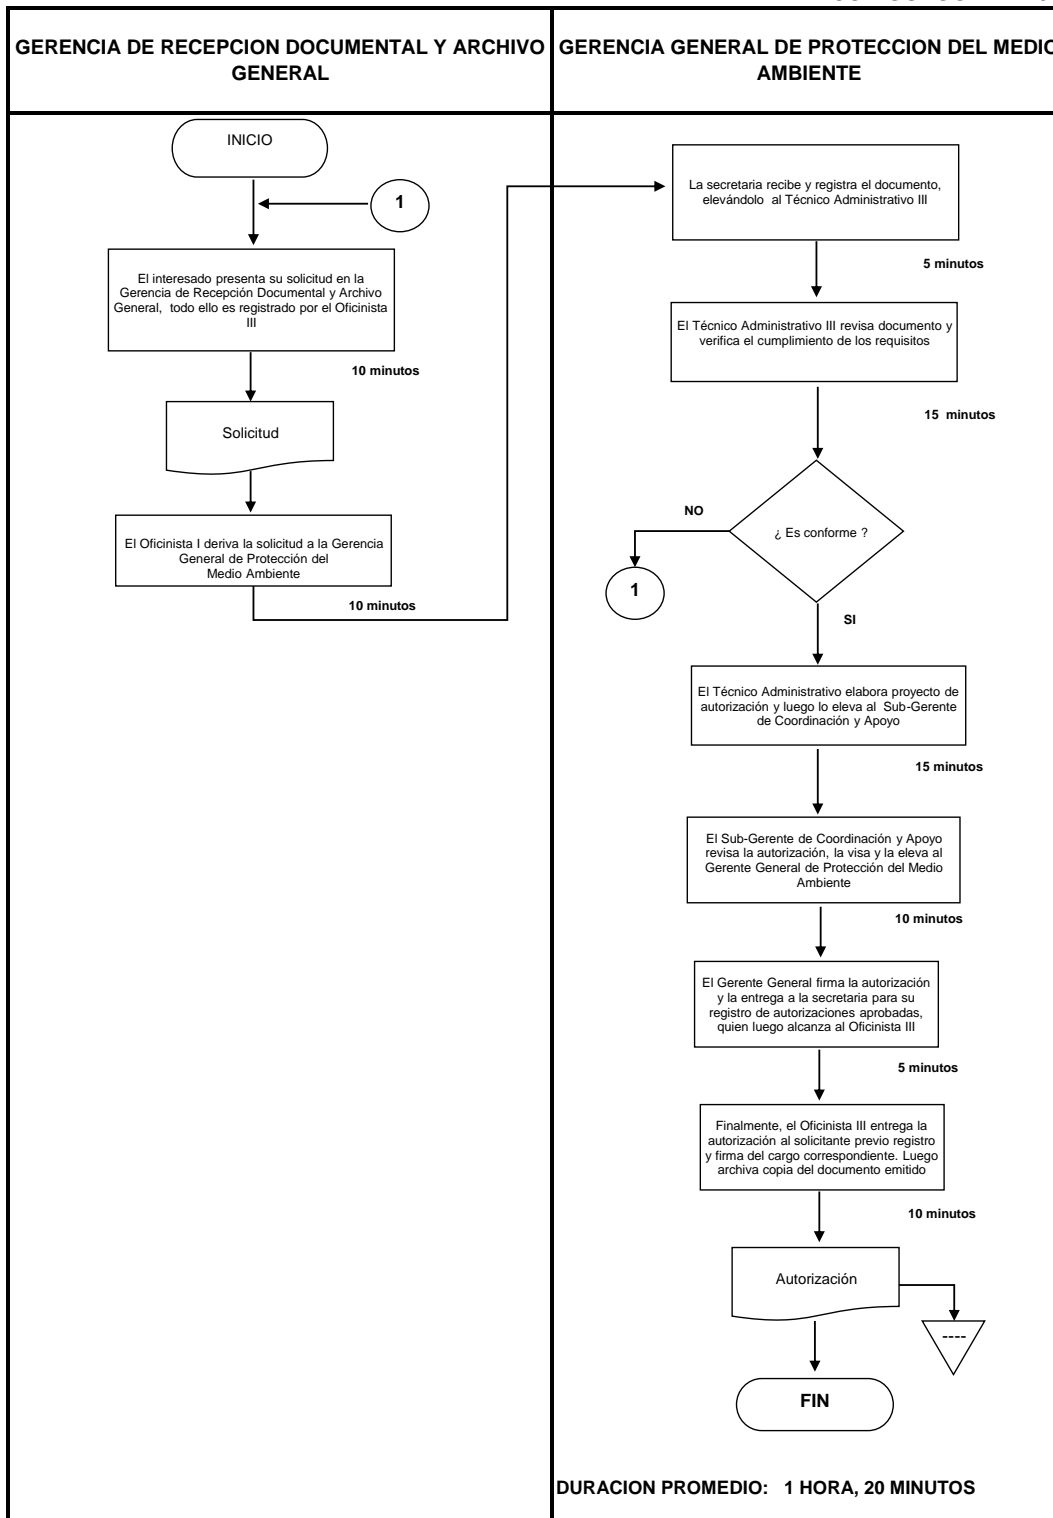 GERENCIA DE RECEPCION DOCUMENTAL Y ARCHIVO
GENERAL
GERENCIA GENERAL DE PROTECCION DEL MEDIO
AMBIENTE
INICIO
1
El interesado presenta su solicitud en la
Gerencia de Recepción Documental y Archivo
General, todo ello es registrado por el Oficinista
III
10 minutos
Solicitud
El Oficinista I deriva la solicitud a la Gerencia
General de Protección del
Medio Ambiente
10 minutos
La secretaria recibe y registra el documento,
elevándolo al Técnico Administrativo III
5 minutos
El Técnico Administrativo III revisa documento y
verifica el cumplimiento de los requisitos
15 minutos
¿ Es conforme ?
NO
1
SI
El Técnico Administrativo elabora proyecto de
autorización y luego lo eleva al Sub-Gerente
de Coordinación y Apoyo
15 minutos
El Sub-Gerente de Coordinación y Apoyo
revisa la autorización, la visa y la eleva al
Gerente General de Protección del Medio
Ambiente
10 minutos
El Gerente General firma la autorización
y la entrega a la secretaria para su
registro de autorizaciones aprobadas,
quien luego alcanza al Oficinista III
5 minutos
Finalmente, el Oficinista III entrega la
autorización al solicitante previo registro
y firma del cargo correspondiente. Luego
archiva copia del documento emitido
10 minutos
Autorización
----
FIN
DURACION PROMEDIO: 1 HORA, 20 MINUTOS